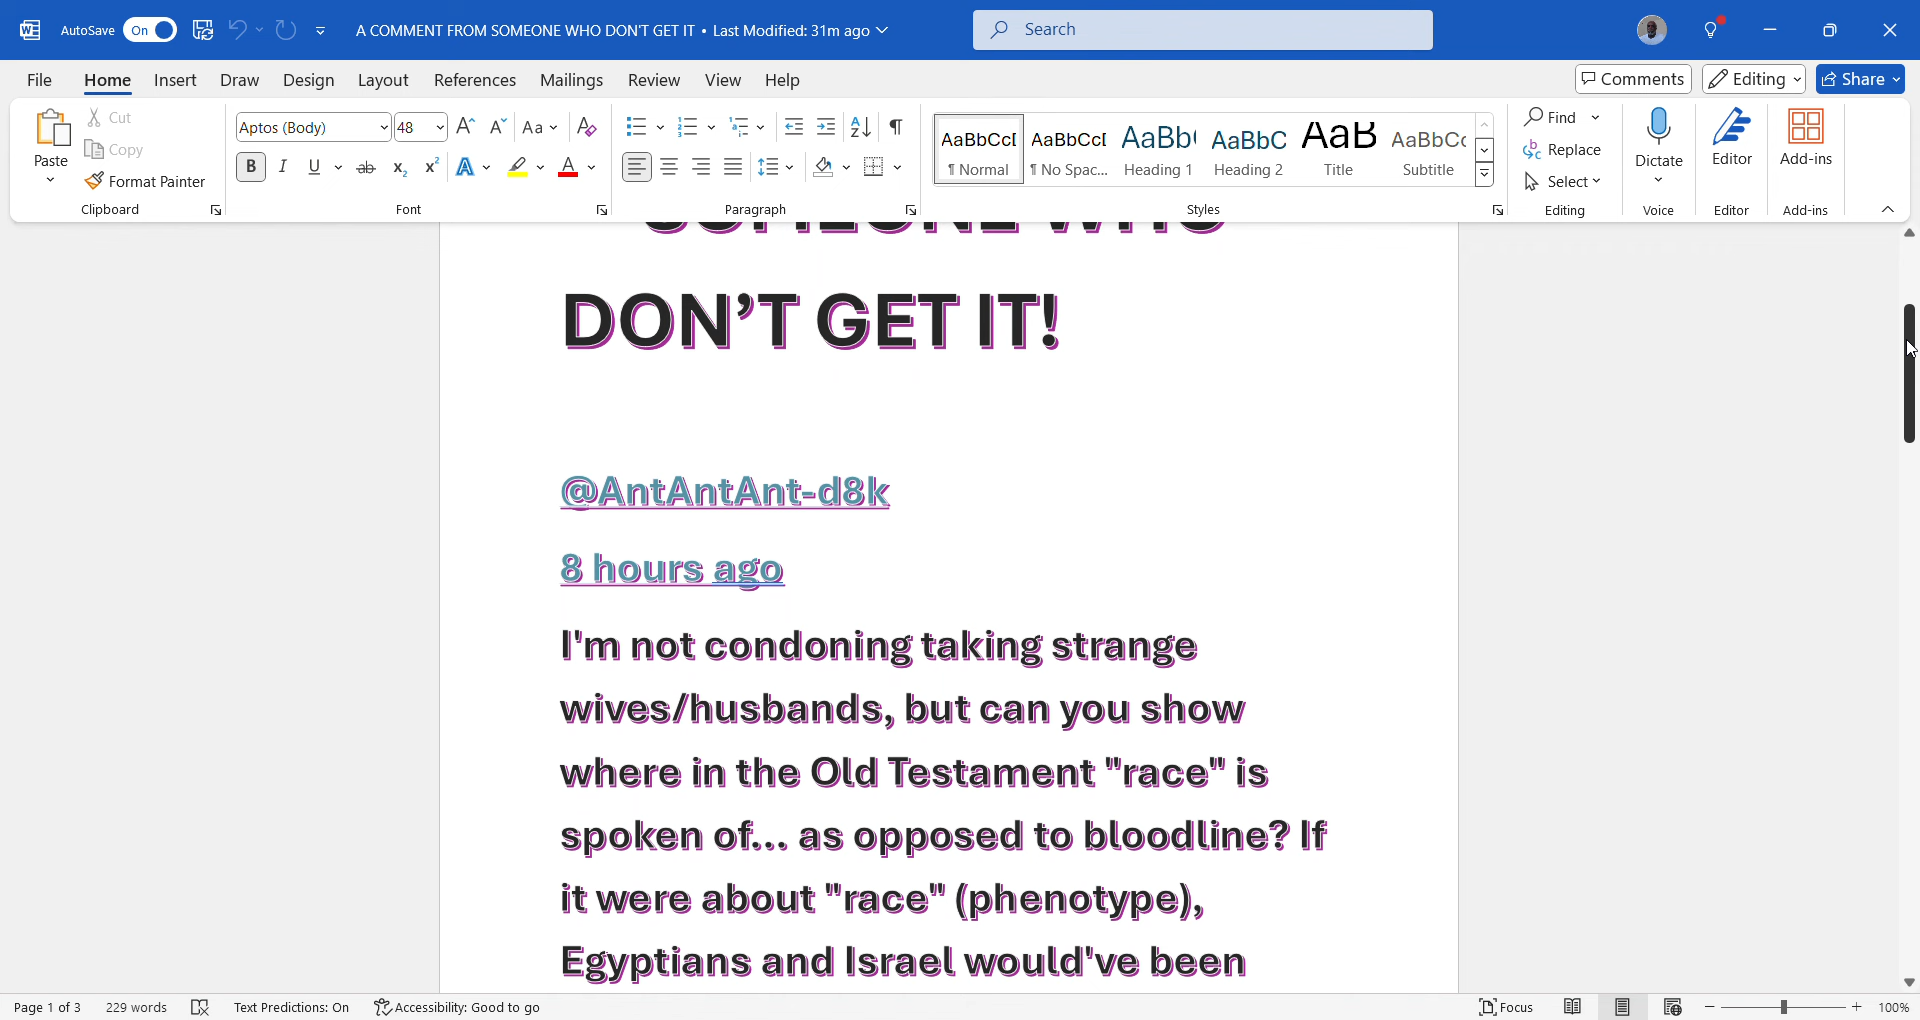 AutoSave On A COMMENT FROM SOMEONE WHO DON'T GET IT • Last Modified: 31m ago Search
File Home Insert Draw Design Layout References Mailings Review View Help Comments Editing Share
Paste Cut Copy Format Painter
Aptos (Body) 48
AaBbCcD ¶ Normal AaBbCcD ¶ No Spac... AaBb Heading 1 AaBbC Heading 2 AaB Title AaBbCc Subtitle
Find Replace Select
Dictate Editor Add-ins
Clipboard Font Paragraph Styles Editing Voice Editor Add-ins
SOMEONE WHO
DON’T GET IT!
@AntAntAnt-d8k
8 hours ago
I'm not condoning taking strange
wives/husbands, but can you show
where in the Old Testament "race" is
spoken of... as opposed to bloodline? If
it were about "race" (phenotype),
Egyptians and Israel would've been
Page 1 of 3 229 words Text Predictions: On Accessibility: Good to go Focus 100%